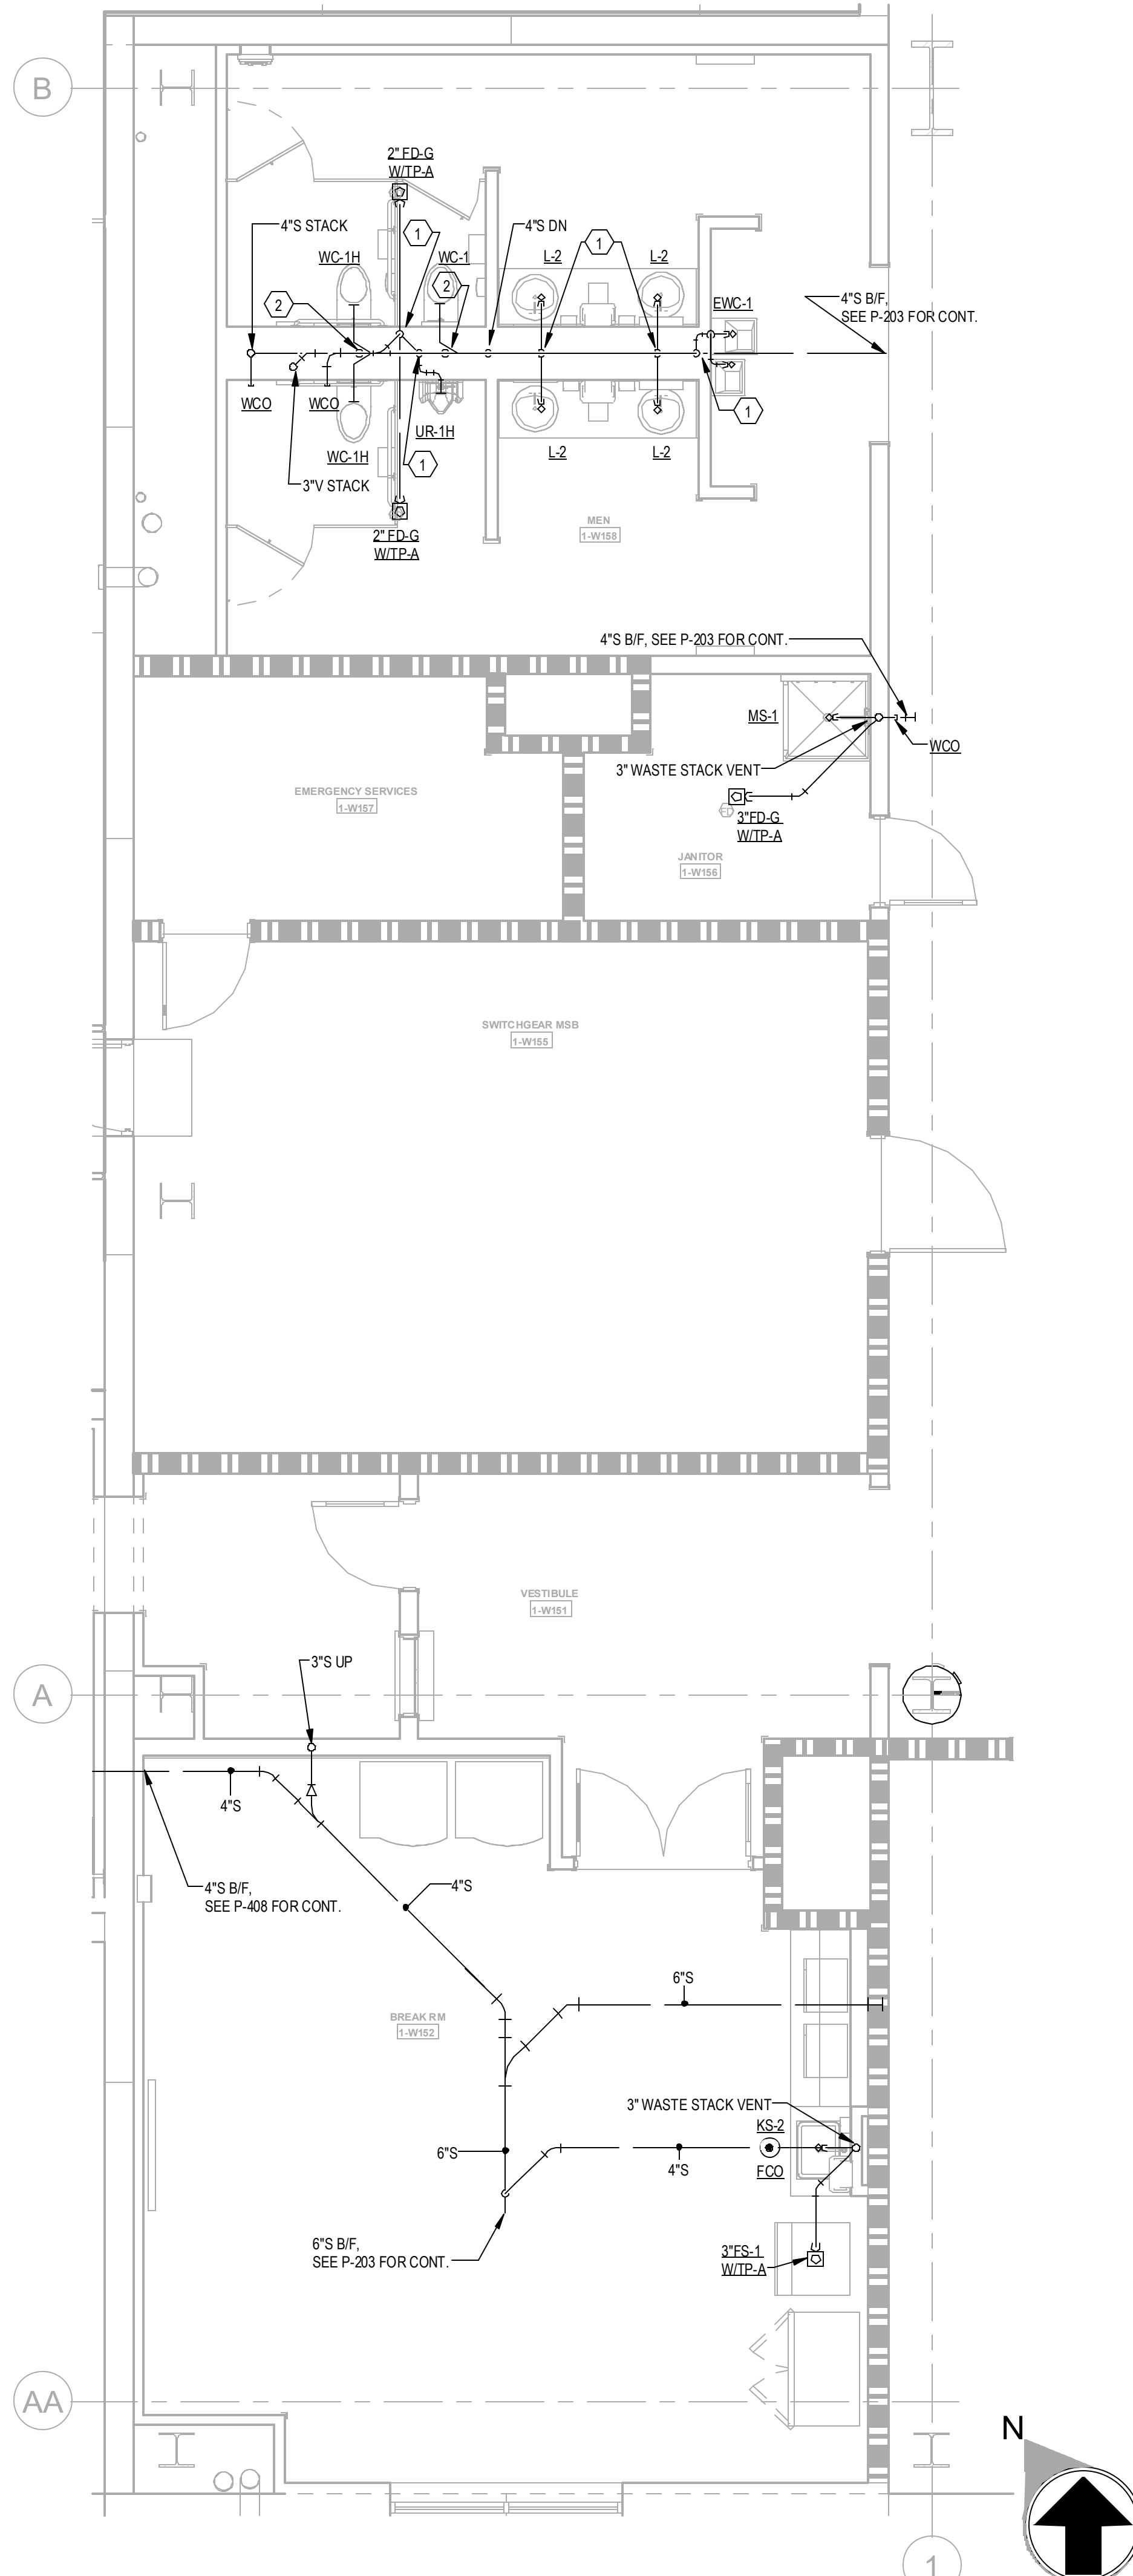 B
2" FD-G
W/TP-A
4"S STACK
1
4"S DN
1
WC-1H
WC-1
L-2
L-2
2
2
EWC-1
4"S B/F,
SEE P-203 FOR CONT.
WCO
WCO
UR-1H
1
WC-1H
1
L-2
L-2
3"V STACK
2" FD-G
W/TP-A
MEN
1-W158
4"S B/F, SEE P-203 FOR CONT.
MS-1
WCO
3" WASTE STACK VENT
EMERGENCY SERVICES
1-W157
3"FD-G
W/TP-A
JANITOR
1-W156
SWITCHGEAR MSB
1-W155
VESTIBULE
1-W151
3"S UP
A
4"S
4"S B/F,
SEE P-408 FOR CONT.
4"S
6"S
BREAK RM
1-W152
3" WASTE STACK VENT
KS-2
6"S
4"S
FCO
6"S B/F,
SEE P-203 FOR CONT.
3"FS-1
W/TP-A
AA
N
1